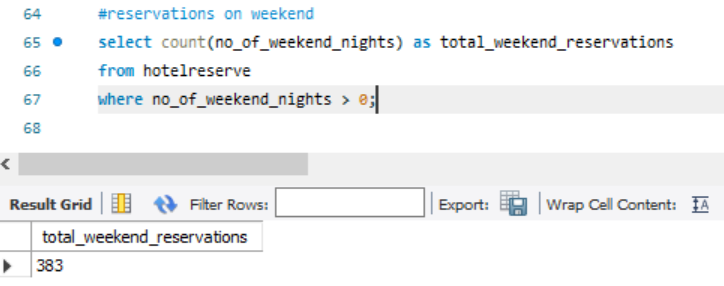 64 #reservations on weekend
65 select count(no_of_weekend_nights) as total_weekend_reservations
66 from hotelreserve
67 where no_of_weekend_nights > 0;
68
Result Grid Filter Rows: Export: Wrap Cell Content: IA
total_weekend_reservations
383